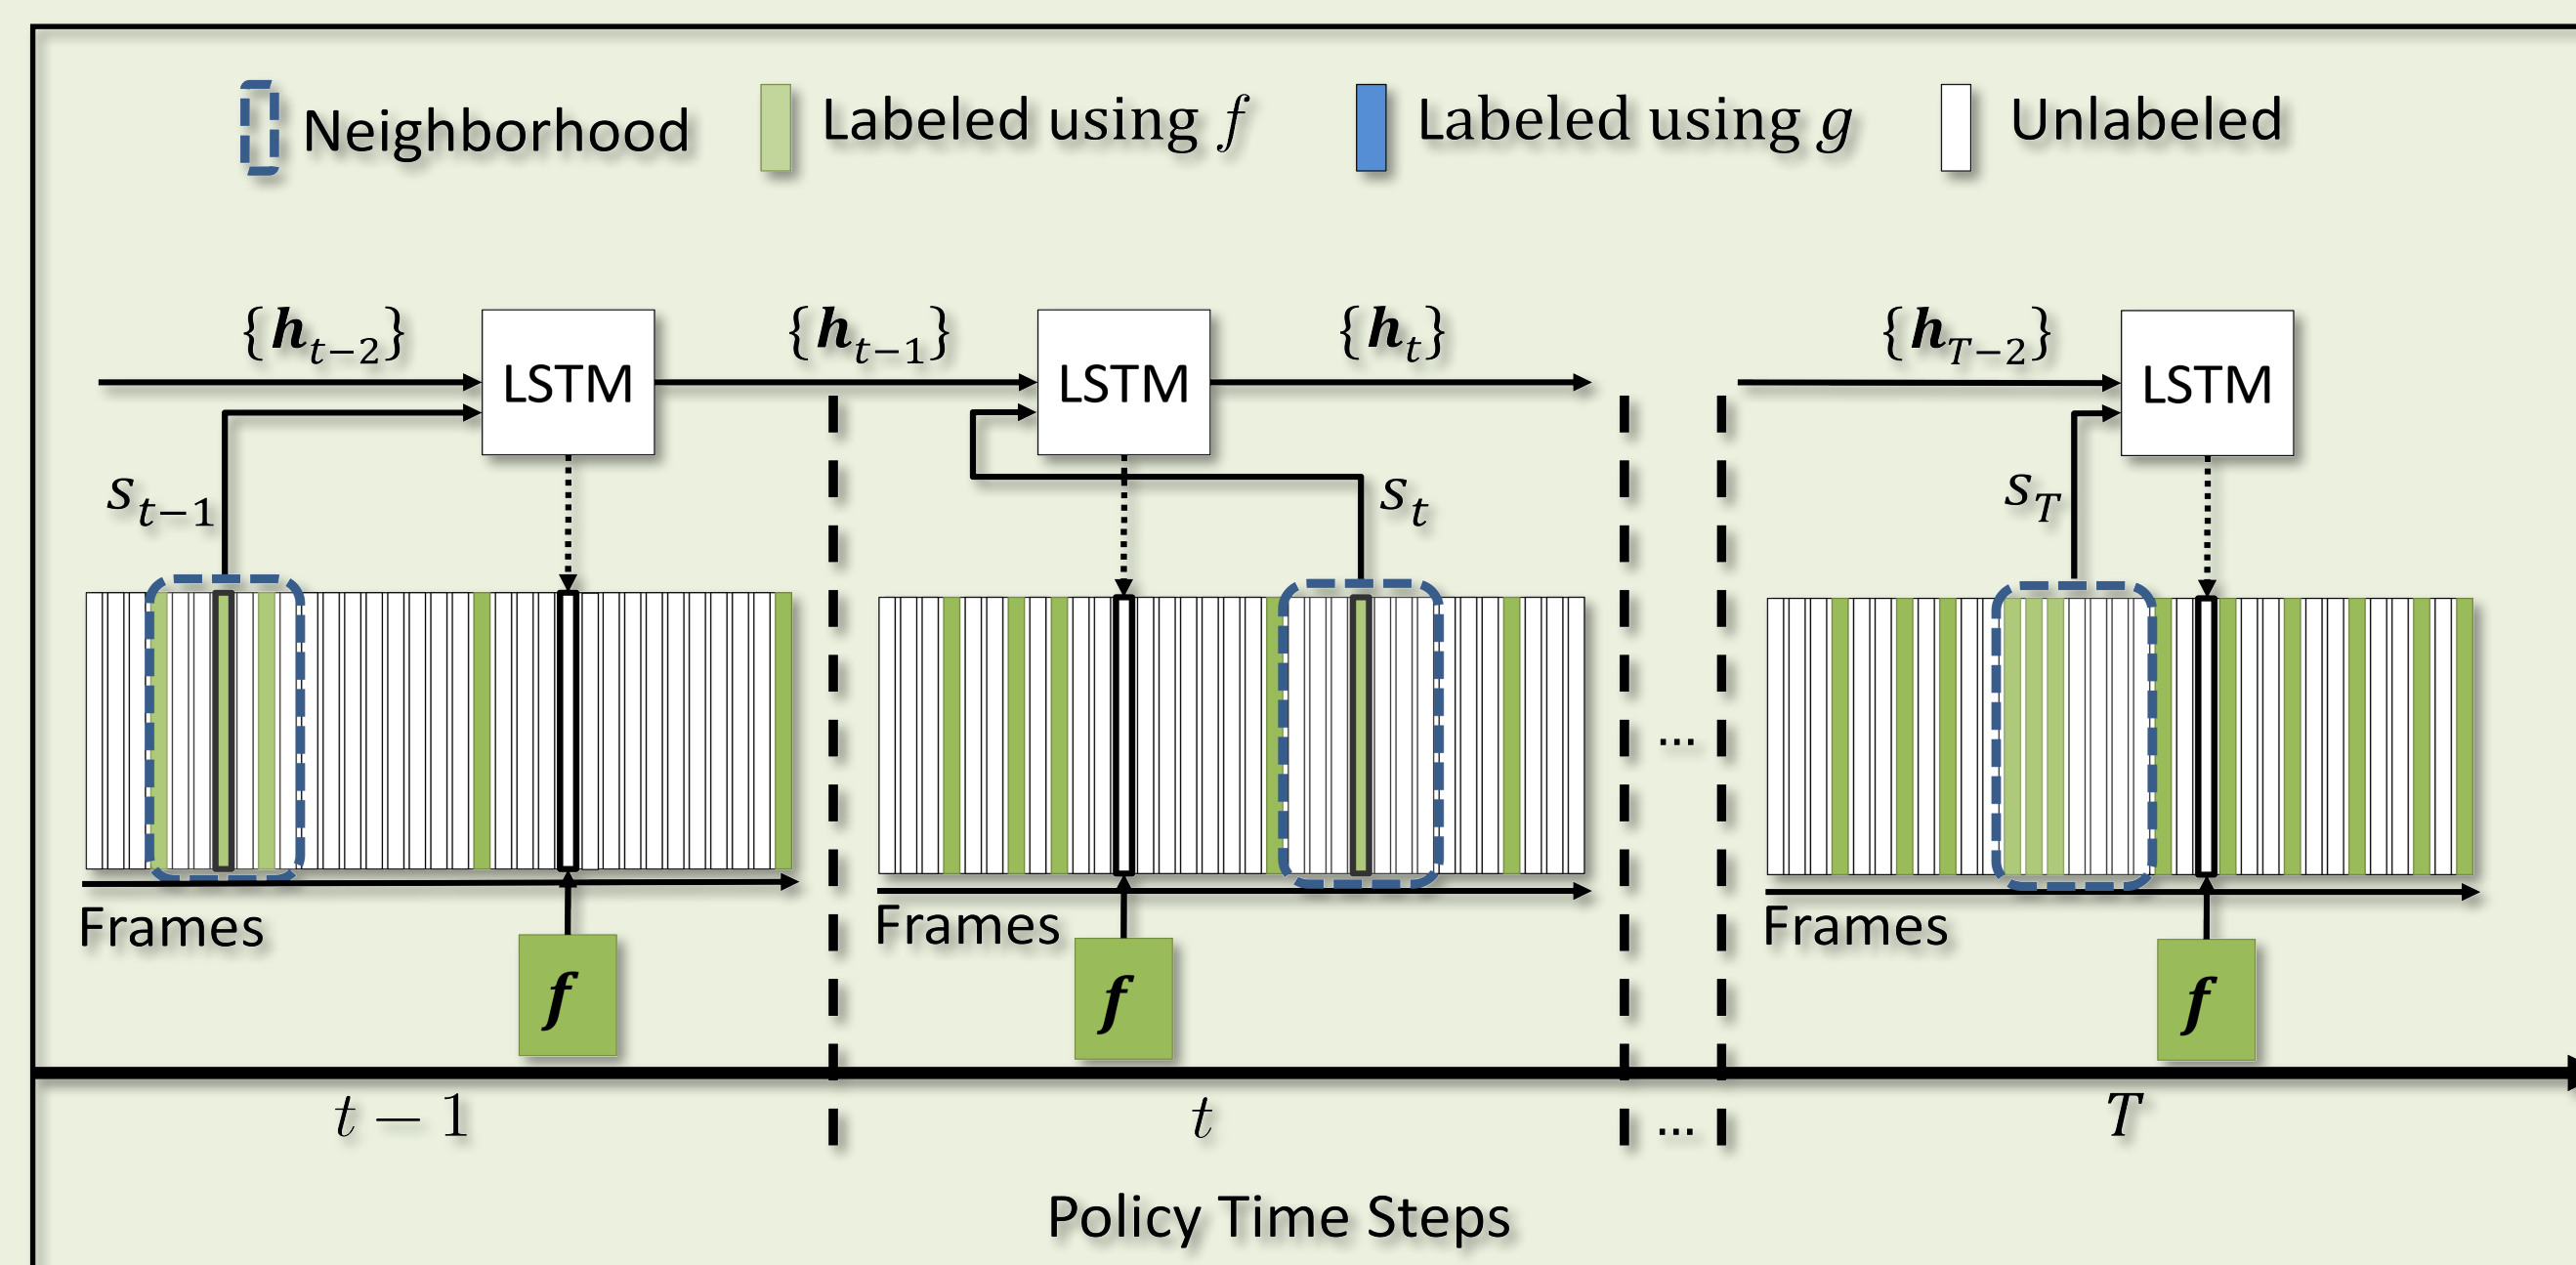 Neighborhood
Labeled using f
Labeled using g
Unlabeled
{h_{t−2}}
LSTM
{h_{t−1}}
LSTM
{h_t}
{h_{T−2}}
LSTM
s_{t−1}
s_t
s_T
...
Frames
Frames
Frames
f
f
f
t − 1
t
...
T
Policy Time Steps